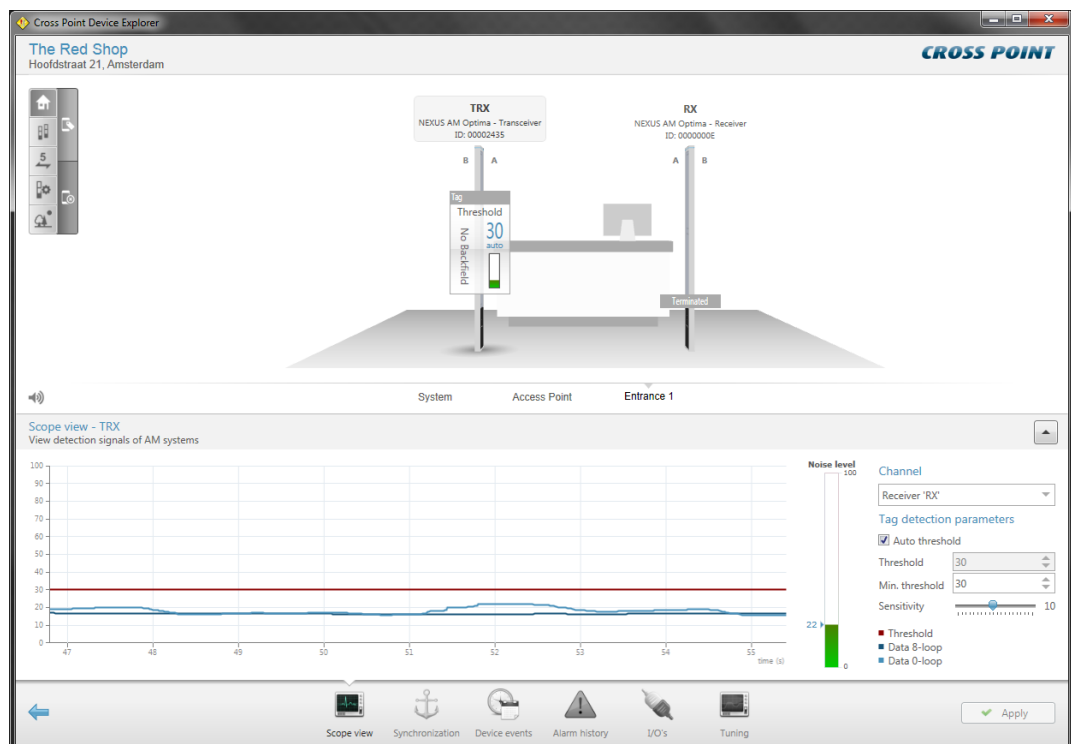 Cross Point Device Explorer
The Red Shop
Hoofdstraat 21, Amsterdam
CROSS POINT
TRX
NEXUS AM Optima - Transceiver
ID: 00002435
RX
NEXUS AM Optima - Receiver
ID: 0000000E
B A
A B
5
Tag
Threshold
30
auto
No Backfield
Terminated
System Access Point Entrance 1
Scope view - TRX
View detection signals of AM systems
100
90
80
70
60
50
40
30
20
10
0
47 48 49 50 51 52 53 54 55
time (s)
Noise level
100
22
0
Channel
Receiver 'RX'
Tag detection parameters
Auto threshold
Threshold 30
Min. threshold 30
Sensitivity 10
Threshold
Data 8-loop
Data 0-loop
Scope view Synchronization Device events Alarm history I/O's Tuning
Apply